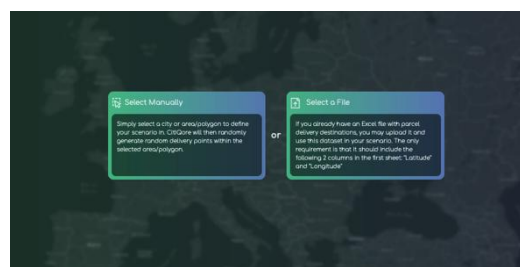 Select Manually
Simply select a city or area/polygon to define
your scenario in. CitiQore will then randomly
generate random delivery points within the
selected area/polygon.
or
Select a File
If you already have an Excel file with parcel
delivery destinations, you may upload it and
use this dataset in your scenario. The only
requirement is that it should include the
following 2 columns in the first sheet: "Latitude"
and "Longitude"